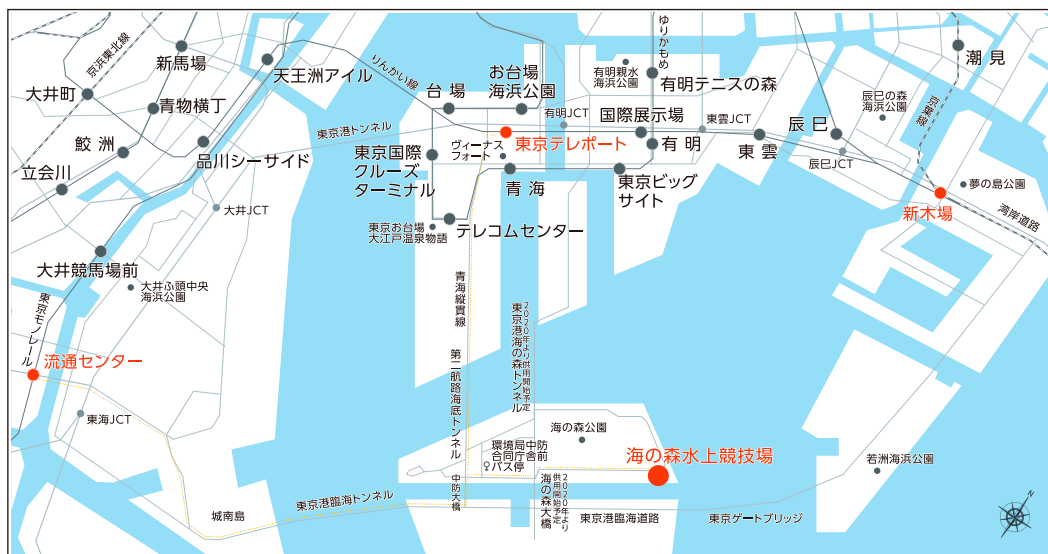 京浜東北線
新馬場
大井町
天王洲アイル
青物横丁
鮫洲
立会川
品川シーサイド
大井JCT
大井競馬場前
大井ふ頭中央
海浜公園
東京モノレール
流通センター
東海JCT
城南島
りんかい線
東京港トンネル
台場
お台場
海浜公園
有明親水
海浜公園
ゆりかもめ
有明テニスの森
有明JCT
国際展示場
東雲JCT
東京テレポート
有明
東雲
ヴィーナス
フォート
東京国際
クルーズ
ターミナル
青海
東京ビッグ
サイト
東京お台場
大江戸温泉物語
テレコムセンター
潮見
辰巳の森
海浜公園
京葉線
辰巳
辰巳JCT
夢の島公園
新木場
湾岸道路
青海縦貫線
第二航路海底トンネル
東京港海の森トンネル
2020年より供用開始予定
海の森公園
環境局中防
合同庁舎前
バス停
海の森水上競技場
若洲海浜公園
中防大橋
海の森大橋
2020年より
供用開始予定
東京港臨海トンネル
東京港臨海道路
東京ゲートブリッジ
N